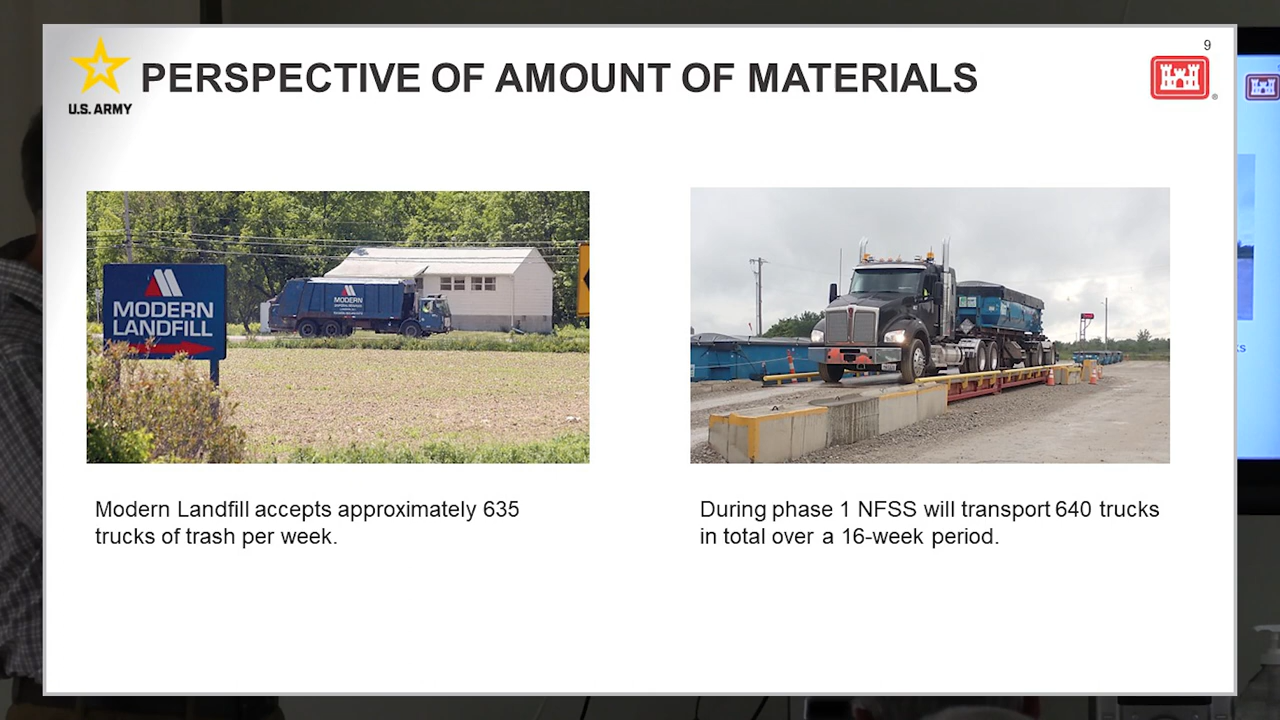 9
PERSPECTIVE OF AMOUNT OF MATERIALS
U.S. ARMY
®
MODERN
LANDFILL
MODERN
Modern Landfill accepts approximately 635
trucks of trash per week.
During phase 1 NFSS will transport 640 trucks
in total over a 16-week period.